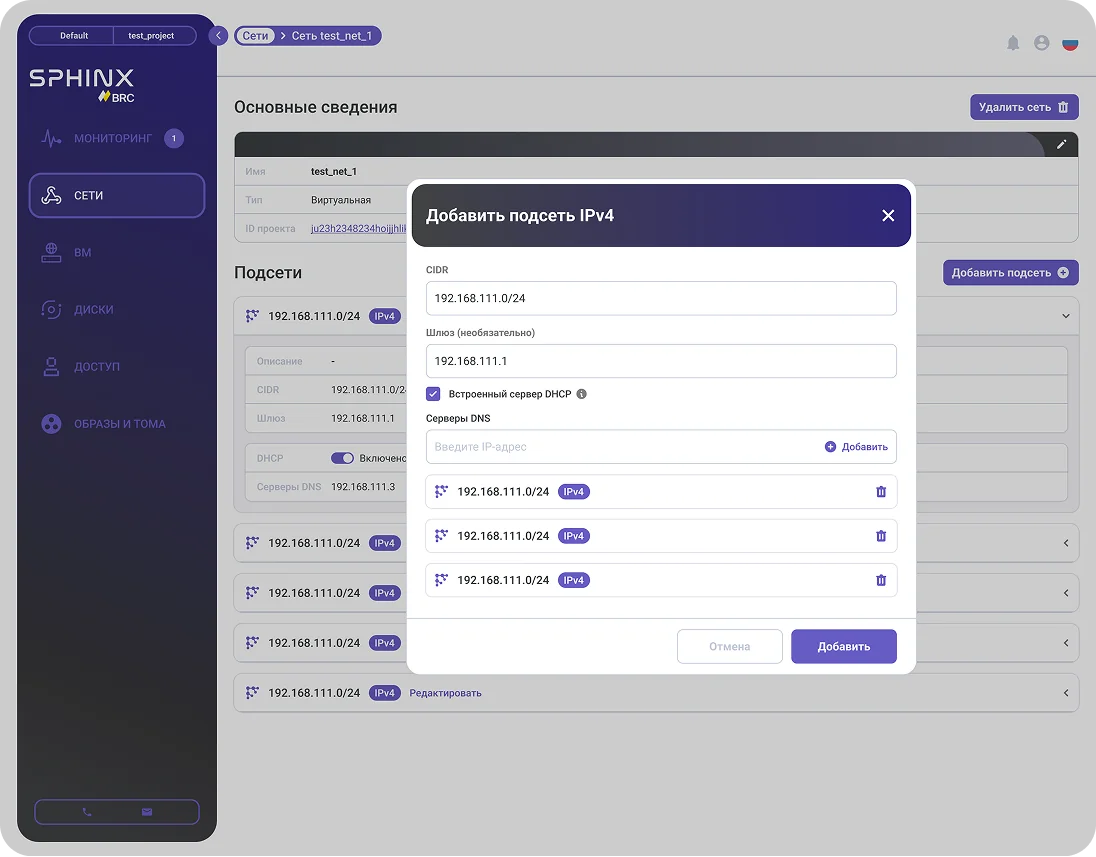 Default test_project
Сети > Сеть test_net_1
SPHINX
BRC
МОНИТОРИНГ 1
СЕТИ
ВМ
ДИСКИ
ДОСТУП
ОБРАЗЫ И ТОМА
Основные сведения
Удалить сеть
Имя test_net_1
Тип Виртуальная
ID проекта
Подсети
Добавить подсеть
192.168.111.0/24 IPv4
Описание -
CIDR 192.168.111.0/24
Шлюз 192.168.111.1
DHCP Включено
Серверы DNS 192.168.111.3
192.168.111.0/24 IPv4
192.168.111.0/24 IPv4
192.168.111.0/24 IPv4
192.168.111.0/24 IPv4 Редактировать
Добавить подсеть IPv4
CIDR
192.168.111.0/24
Шлюз (необязательно)
192.168.111.1
Встроенный сервер DHCP
Серверы DNS
Введите IP-адрес Добавить
192.168.111.0/24 IPv4
192.168.111.0/24 IPv4
192.168.111.0/24 IPv4
Отмена Добавить